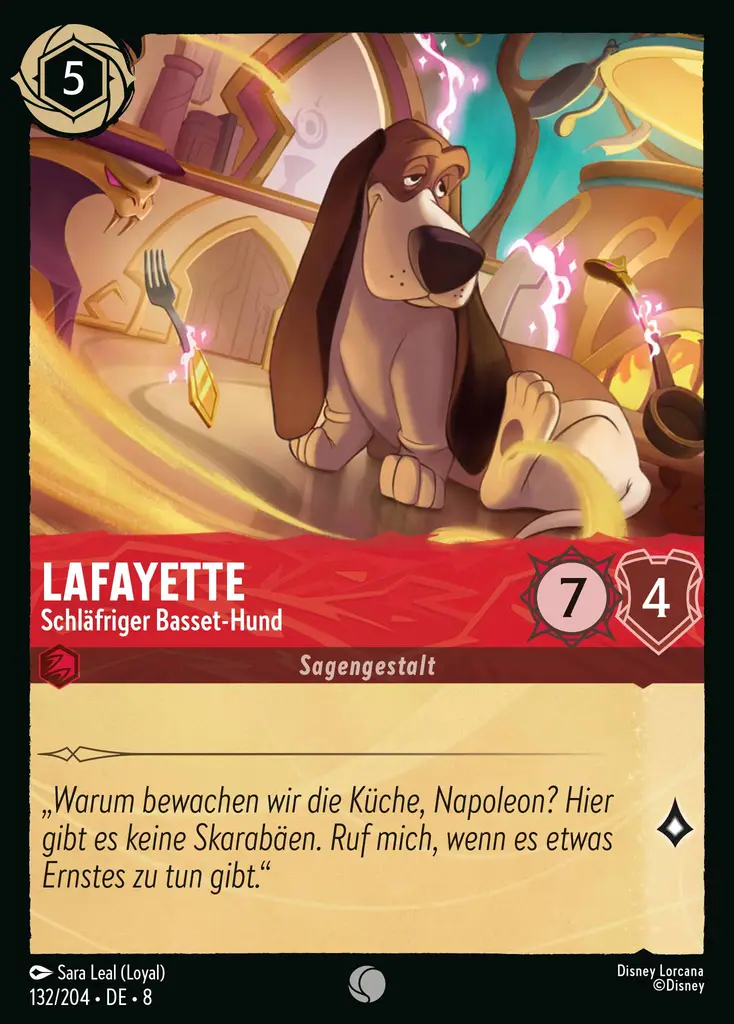 5
LAFAYETTE
Schläfriger Basset-Hund
7
4
Sagengestalt
„Warum bewachen wir die Küche, Napoleon? Hier
gibt es keine Skarabäen. Ruf mich, wenn es etwas
Ernstes zu tun gibt.“
Sara Leal (Loyal)
132/204 • DE • 8
Disney Lorcana
©Disney